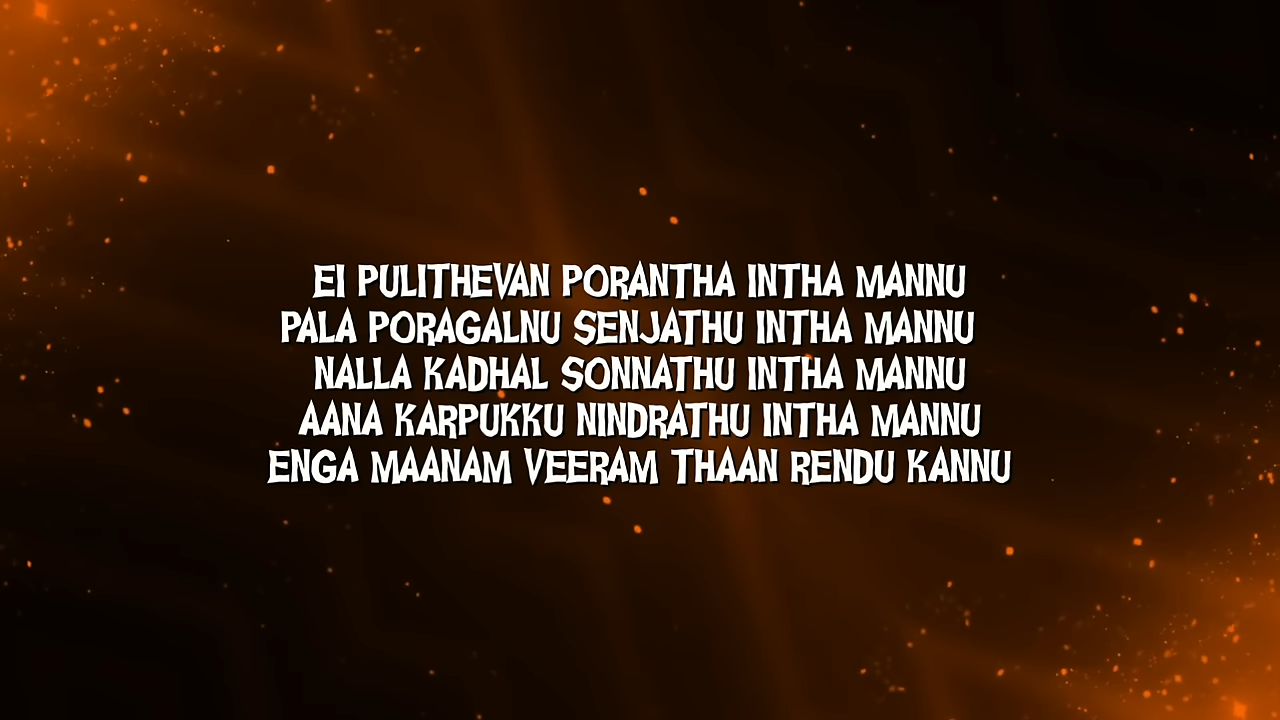 EI PULITHEVAN PORANTHA INTHA MANNU
PALA PORAGALNU SENJATHU INTHA MANNU
NALLA KADHAL SONNATHU INTHA MANNU
AANA KARPUKKU NINDRATHU INTHA MANNU
ENGA MAANAM VEERAM THAAN RENDU KANNU